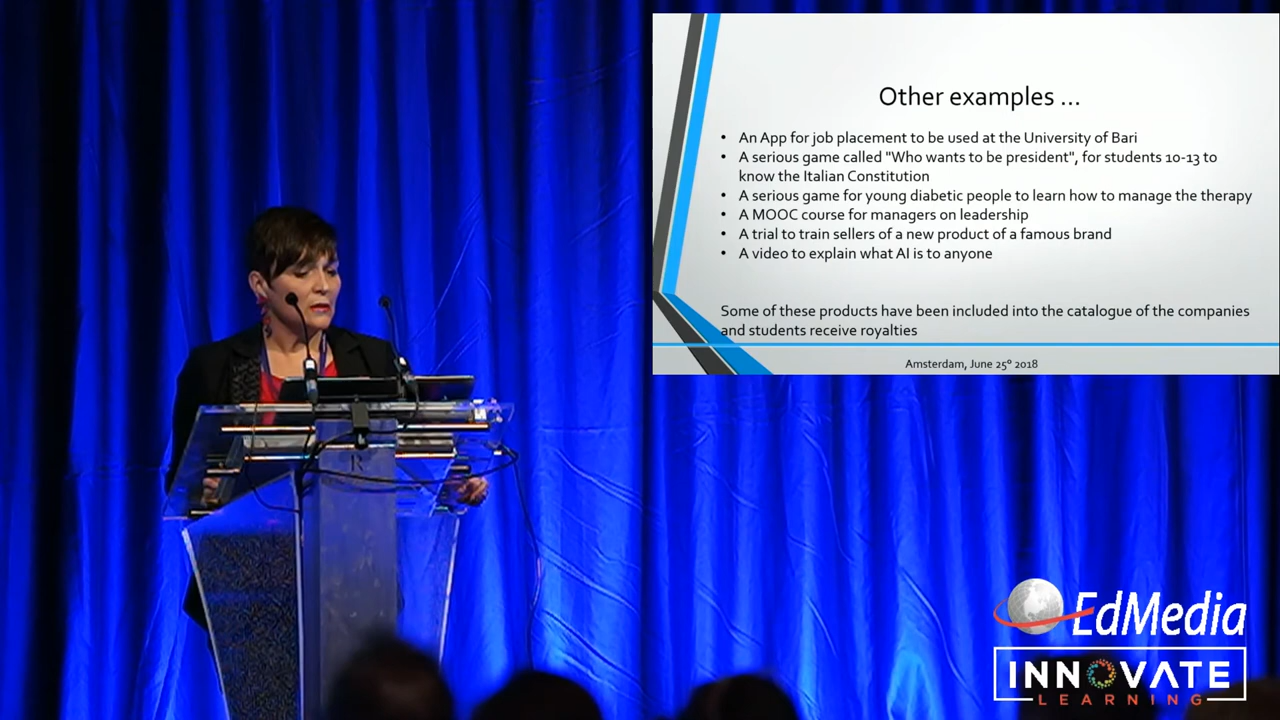 Other examples ...
• An App for job placement to be used at the University of Bari
• A serious game called "Who wants to be president", for students 10-13 to
know the Italian Constitution
• A serious game for young diabetic people to learn how to manage the therapy
• A MOOC course for managers on leadership
• A trial to train sellers of a new product of a famous brand
• A video to explain what AI is to anyone
Some of these products have been included into the catalogue of the companies
and students receive royalties
Amsterdam, June 25° 2018
R
EdMedia
INNOVATE
LEARNING